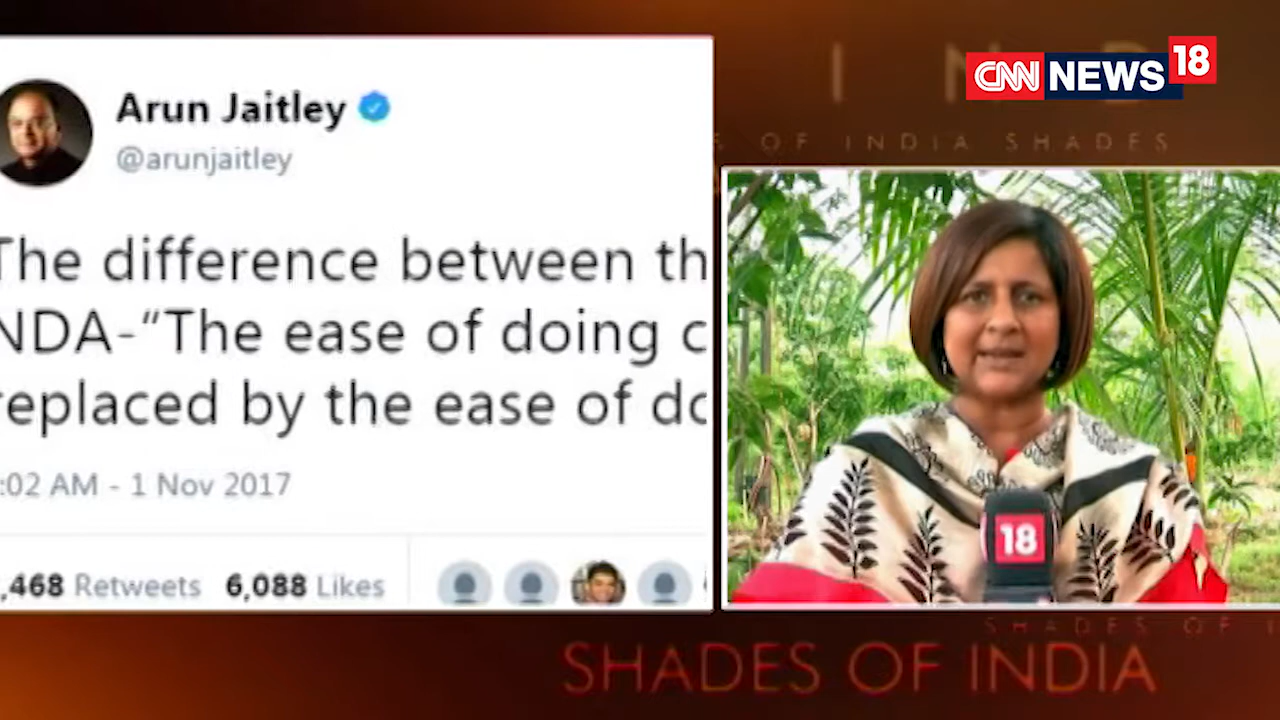 Arun Jaitley
@arunjaitley
The difference between th
NDA-“The ease of doing c
replaced by the ease of do
:02 AM - 1 Nov 2017
,468 Retweets 6,088 Likes
CNN NEWS 18
I N D
S OF INDIA SHADES
18
SHADES OF I
SHADES OF INDIA